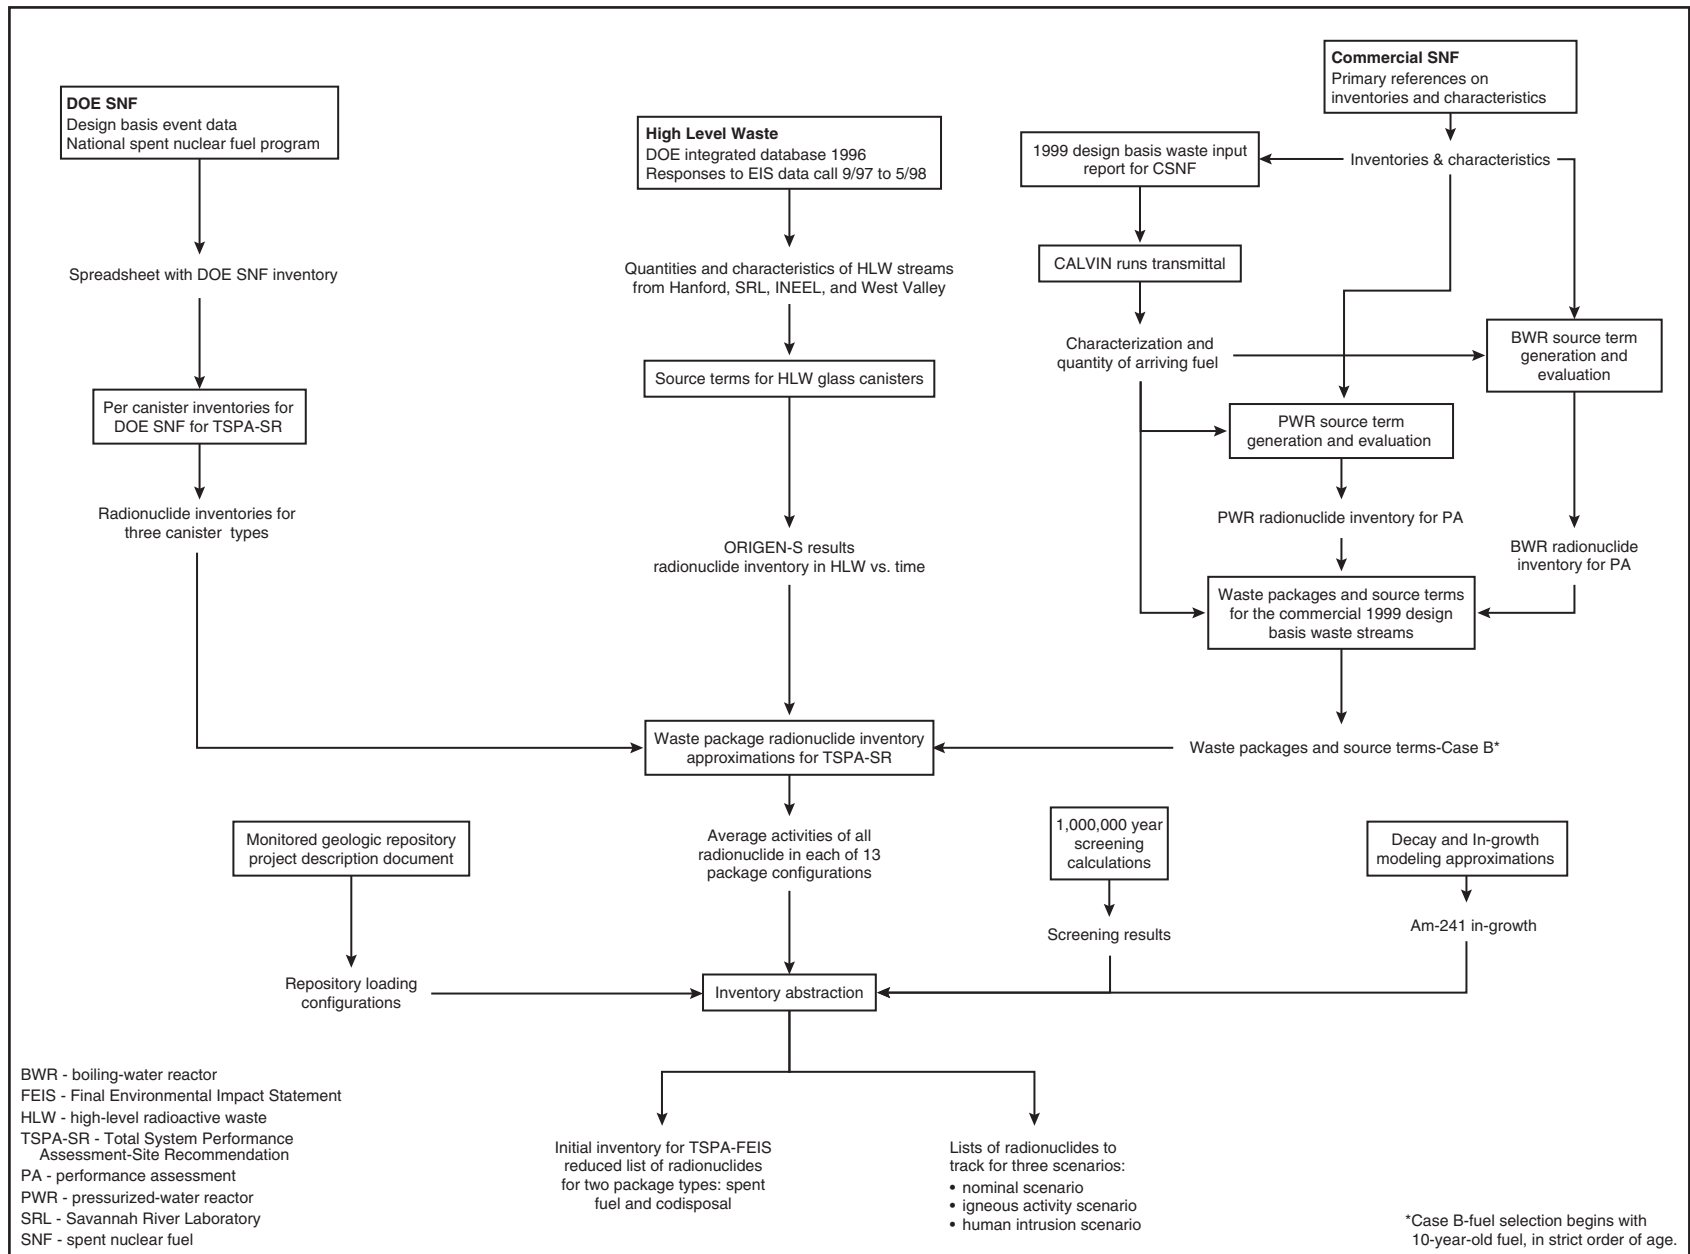 DOE SNF
Design basis event data
National spent nuclear fuel program
High Level Waste
DOE integrated database 1996
Responses to EIS data call 9/97 to 5/98
Commercial SNF
Primary references on
inventories and characteristics
1999 design basis waste input
report for CSNF
Inventories & characteristics
Spreadsheet with DOE SNF inventory
Quantities and characteristics of HLW streams
from Hanford, SRL, INEEL, and West Valley
CALVIN runs transmittal
Characterization and
quantity of arriving fuel
BWR source term
generation and
evaluation
Source terms for HLW glass canisters
Per canister inventories for
DOE SNF for TSPA-SR
PWR source term
generation and evaluation
Radionuclide inventories for
three canister types
PWR radionuclide inventory for PA
ORIGEN-S results
radionuclide inventory in HLW vs. time
BWR radionuclide
inventory for PA
Waste packages and source terms
for the commercial 1999 design
basis waste streams
Waste package radionuclide inventory
approximations for TSPA-SR
Waste packages and source terms-Case B*
Monitored geologic repository
project description document
Average activities of all
radionuclide in each of 13
package configurations
1,000,000 year
screening
calculations
Decay and In-growth
modeling approximations
Screening results
Am-241 in-growth
Repository loading
configurations
Inventory abstraction
BWR - boiling-water reactor
FEIS - Final Environmental Impact Statement
HLW - high-level radioactive waste
TSPA-SR - Total System Performance
Assessment-Site Recommendation
PA - performance assessment
PWR - pressurized-water reactor
SRL - Savannah River Laboratory
SNF - spent nuclear fuel
Initial inventory for TSPA-FEIS
reduced list of radionuclides
for two package types: spent
fuel and codisposal
Lists of radionuclides to
track for three scenarios:
• nominal scenario
• igneous activity scenario
• human intrusion scenario
*Case B-fuel selection begins with
10-year-old fuel, in strict order of age.